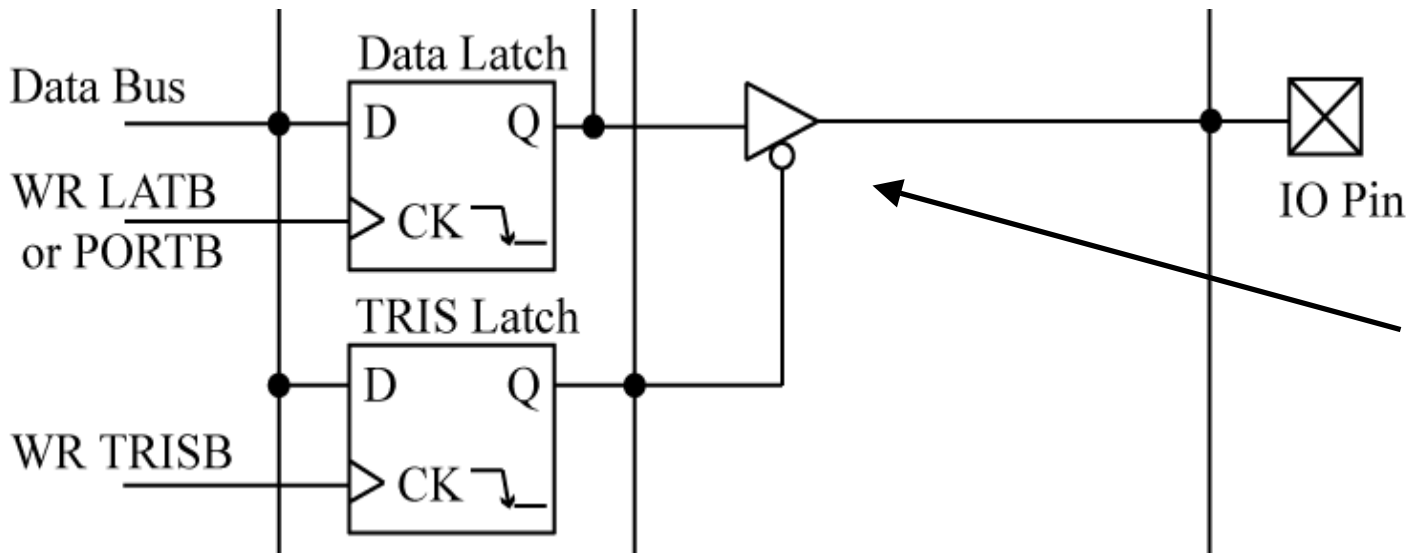 Data Latch
Data Bus
D
Q
WR LATB
CK
or PORTB
IO Pin
TRIS Latch
D
Q
WR TRISB
CK